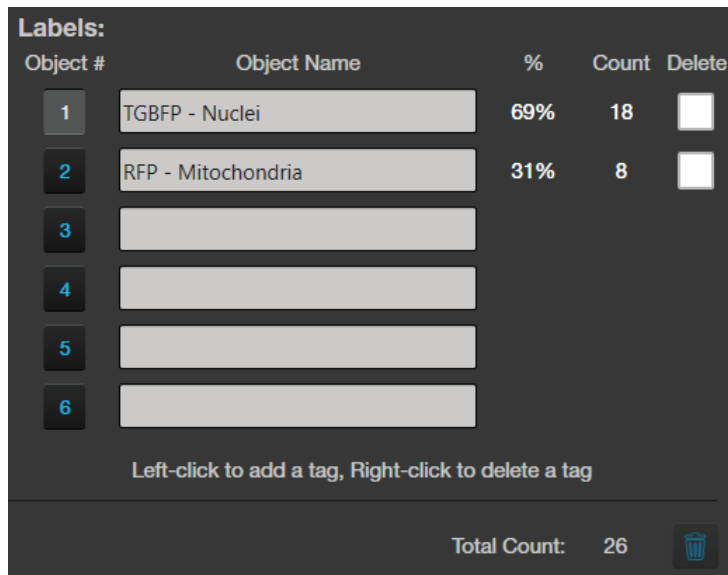 Labels:
Object # Object Name % Count Delete
1 TGBFP - Nuclei 69% 18
2 RFP - Mitochondria 31% 8
3
4
5
6
Left-click to add a tag, Right-click to delete a tag
Total Count: 26